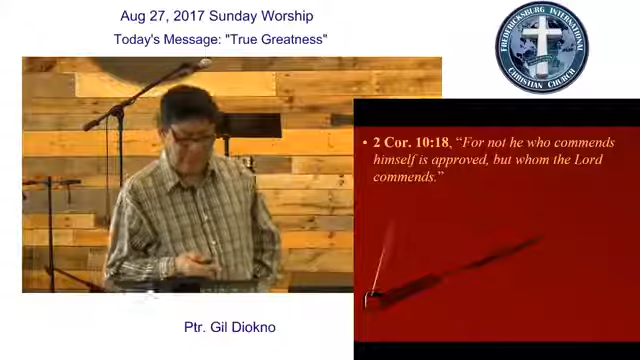 Aug 27, 2017 Sunday Worship
Today's Message: "True Greatness"
FREDERICKSBURG INTERNATIONAL
CHRISTIAN CHURCH
• 2 Cor. 10:18, “For not he who commends
himself is approved, but whom the Lord
commends.”
Ptr. Gil Diokno